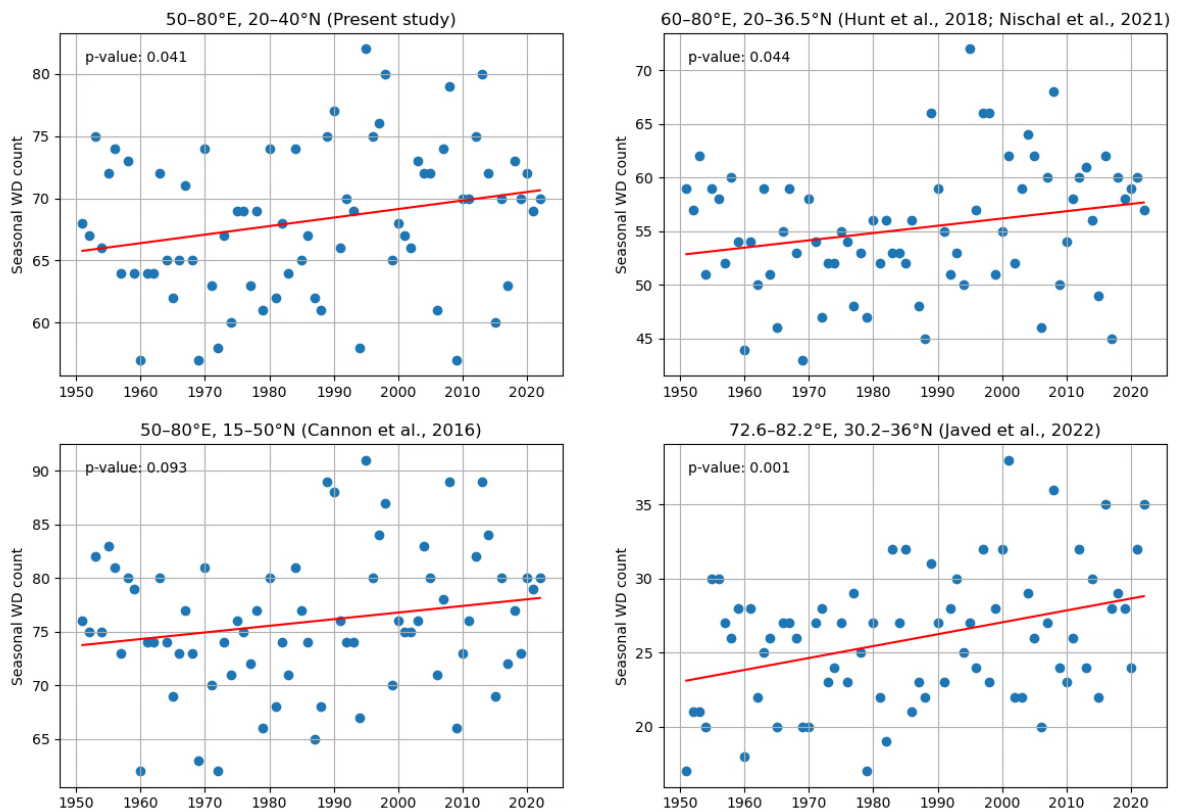 50–80°E, 20–40°N (Present study)
p-value: 0.041
Seasonal WD count
80
75
70
65
60
1950 1960 1970 1980 1990 2000 2010 2020
60–80°E, 20–36.5°N (Hunt et al., 2018; Nischal et al., 2021)
p-value: 0.044
Seasonal WD count
70
65
60
55
50
45
1950 1960 1970 1980 1990 2000 2010 2020
50–80°E, 15–50°N (Cannon et al., 2016)
p-value: 0.093
Seasonal WD count
90
85
80
75
70
65
1950 1960 1970 1980 1990 2000 2010 2020
72.6–82.2°E, 30.2–36°N (Javed et al., 2022)
p-value: 0.001
Seasonal WD count
35
30
25
20
1950 1960 1970 1980 1990 2000 2010 2020